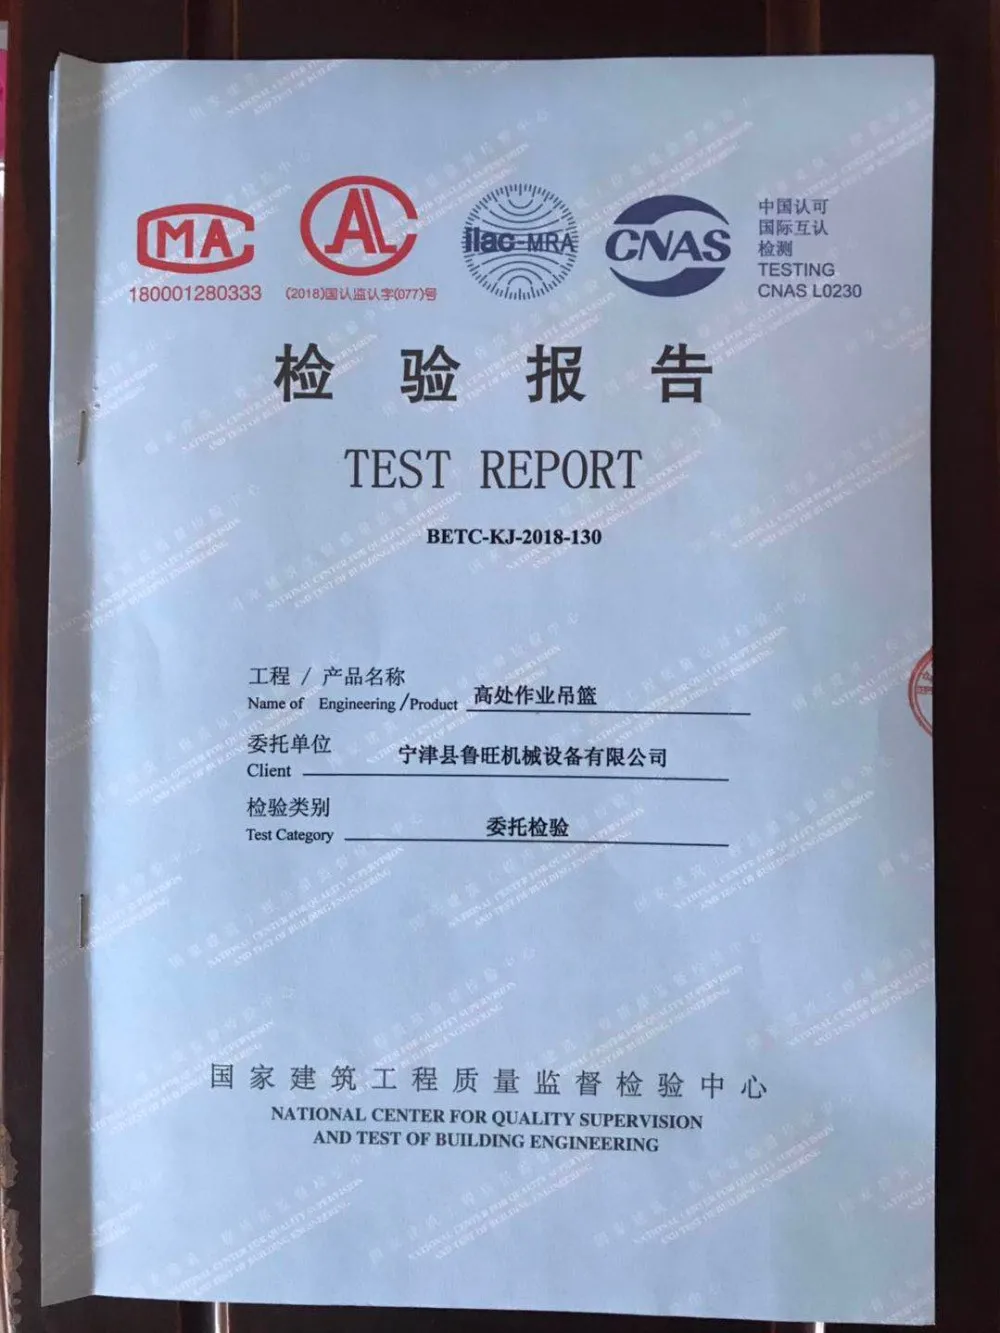 MA
AL
ilac-MRA
CNAS
中国认可
国际互认
检测
TESTING
CNAS L0230
180001280333
(2018)国认监认字(077)号
检验报告
TEST REPORT
BETC-KJ-2018-130
工程 / 产品名称
Name of Engineering/Product 高处作业吊篮
委托单位
Client 宁津县鲁旺机械设备有限公司
检验类别
Test Category 委托检验
国家建筑工程质量监督检验中心
NATIONAL CENTER FOR QUALITY SUPERVISION
AND TEST OF BUILDING ENGINEERING